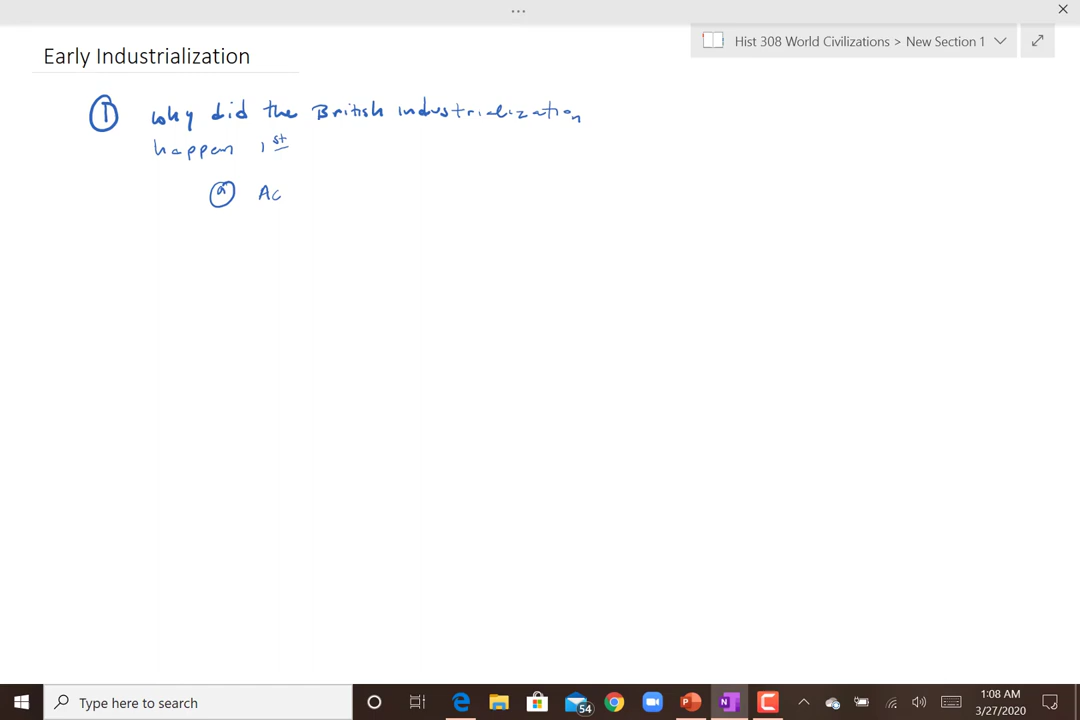 Hist 308 World Civilizations > New Section 1
Early Industrialization
I Why did the British industrialization
happen 1st
a Ac
54
Type here to search
1:08 AM
3/27/2020